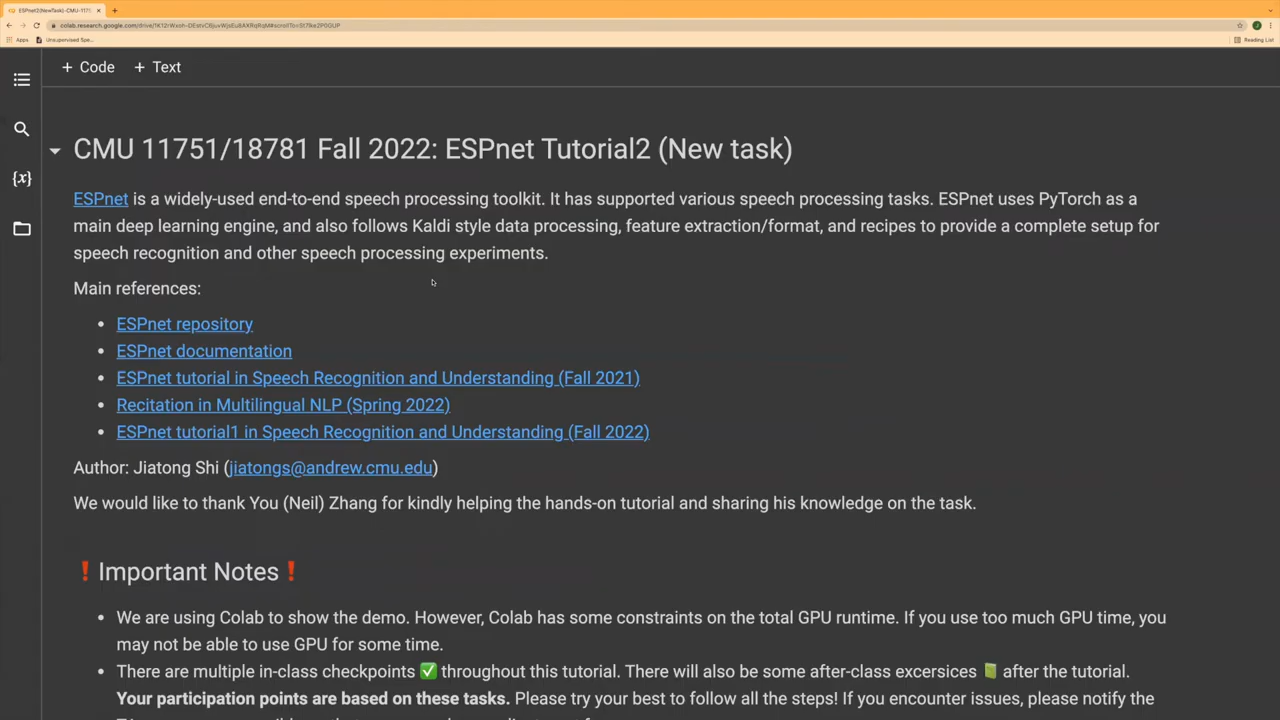 ESPnet2(NewTask)-CMU-1175
Apps
Unsupervised Spe...
Reading List
+ Code + Text
CMU 11751/18781 Fall 2022: ESPnet Tutorial2 (New task)
ESPnet is a widely-used end-to-end speech processing toolkit. It has supported various speech processing tasks. ESPnet uses PyTorch as a
main deep learning engine, and also follows Kaldi style data processing, feature extraction/format, and recipes to provide a complete setup for
speech recognition and other speech processing experiments.
Main references:
• ESPnet repository
• ESPnet documentation
• ESPnet tutorial in Speech Recognition and Understanding (Fall 2021)
• Recitation in Multilingual NLP (Spring 2022)
• ESPnet tutorial1 in Speech Recognition and Understanding (Fall 2022)
Author: Jiatong Shi (jiatongs@andrew.cmu.edu)
We would like to thank You (Neil) Zhang for kindly helping the hands-on tutorial and sharing his knowledge on the task.
❗ Important Notes ❗
• We are using Colab to show the demo. However, Colab has some constraints on the total GPU runtime. If you use too much GPU time, you
may not be able to use GPU for some time.
• There are multiple in-class checkpoints ✅ throughout this tutorial. There will also be some after-class excersices 📗 after the tutorial.
Your participation points are based on these tasks. Please try your best to follow all the steps! If you encounter issues, please notify the